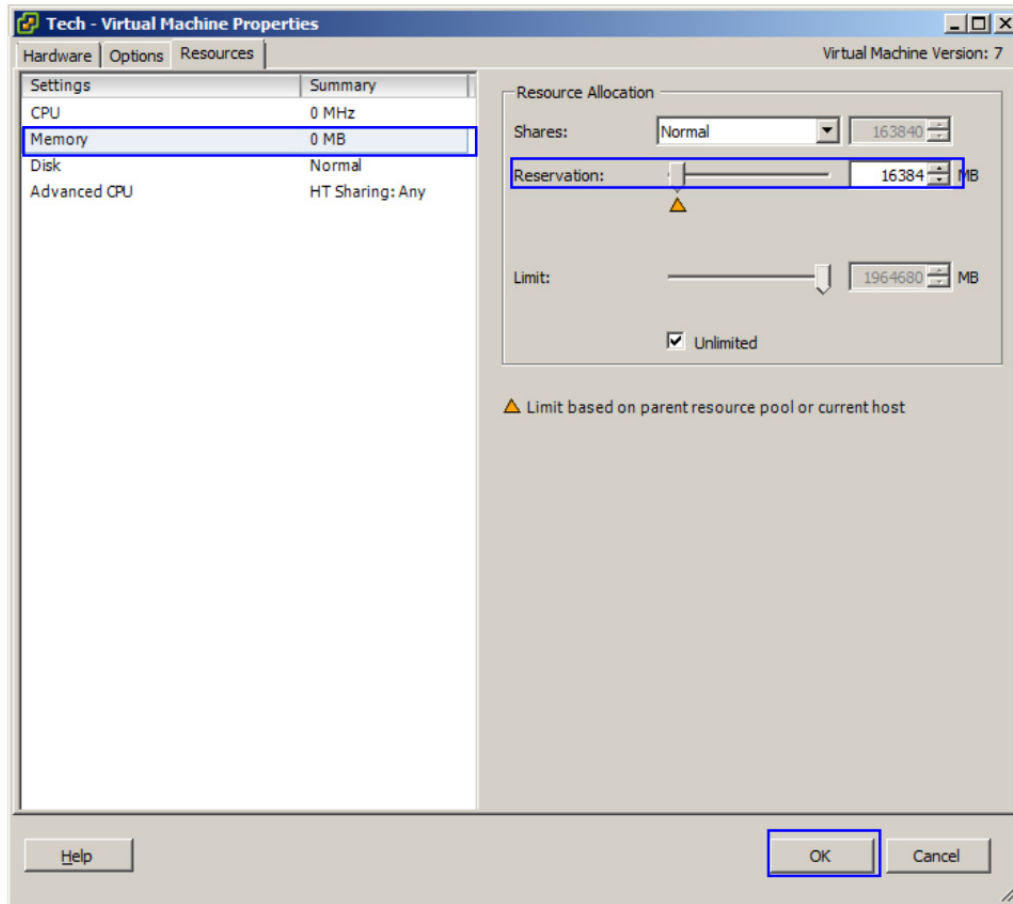 Tech - Virtual Machine Properties
Hardware Options Resources Virtual Machine Version: 7
Settings Summary
CPU 0 MHz
Memory 0 MB
Disk Normal
Advanced CPU HT Sharing: Any
Resource Allocation
Shares: Normal 163840
Reservation: 16384 MB
Limit: 1964680 MB
Unlimited
Limit based on parent resource pool or current host
Help OK Cancel